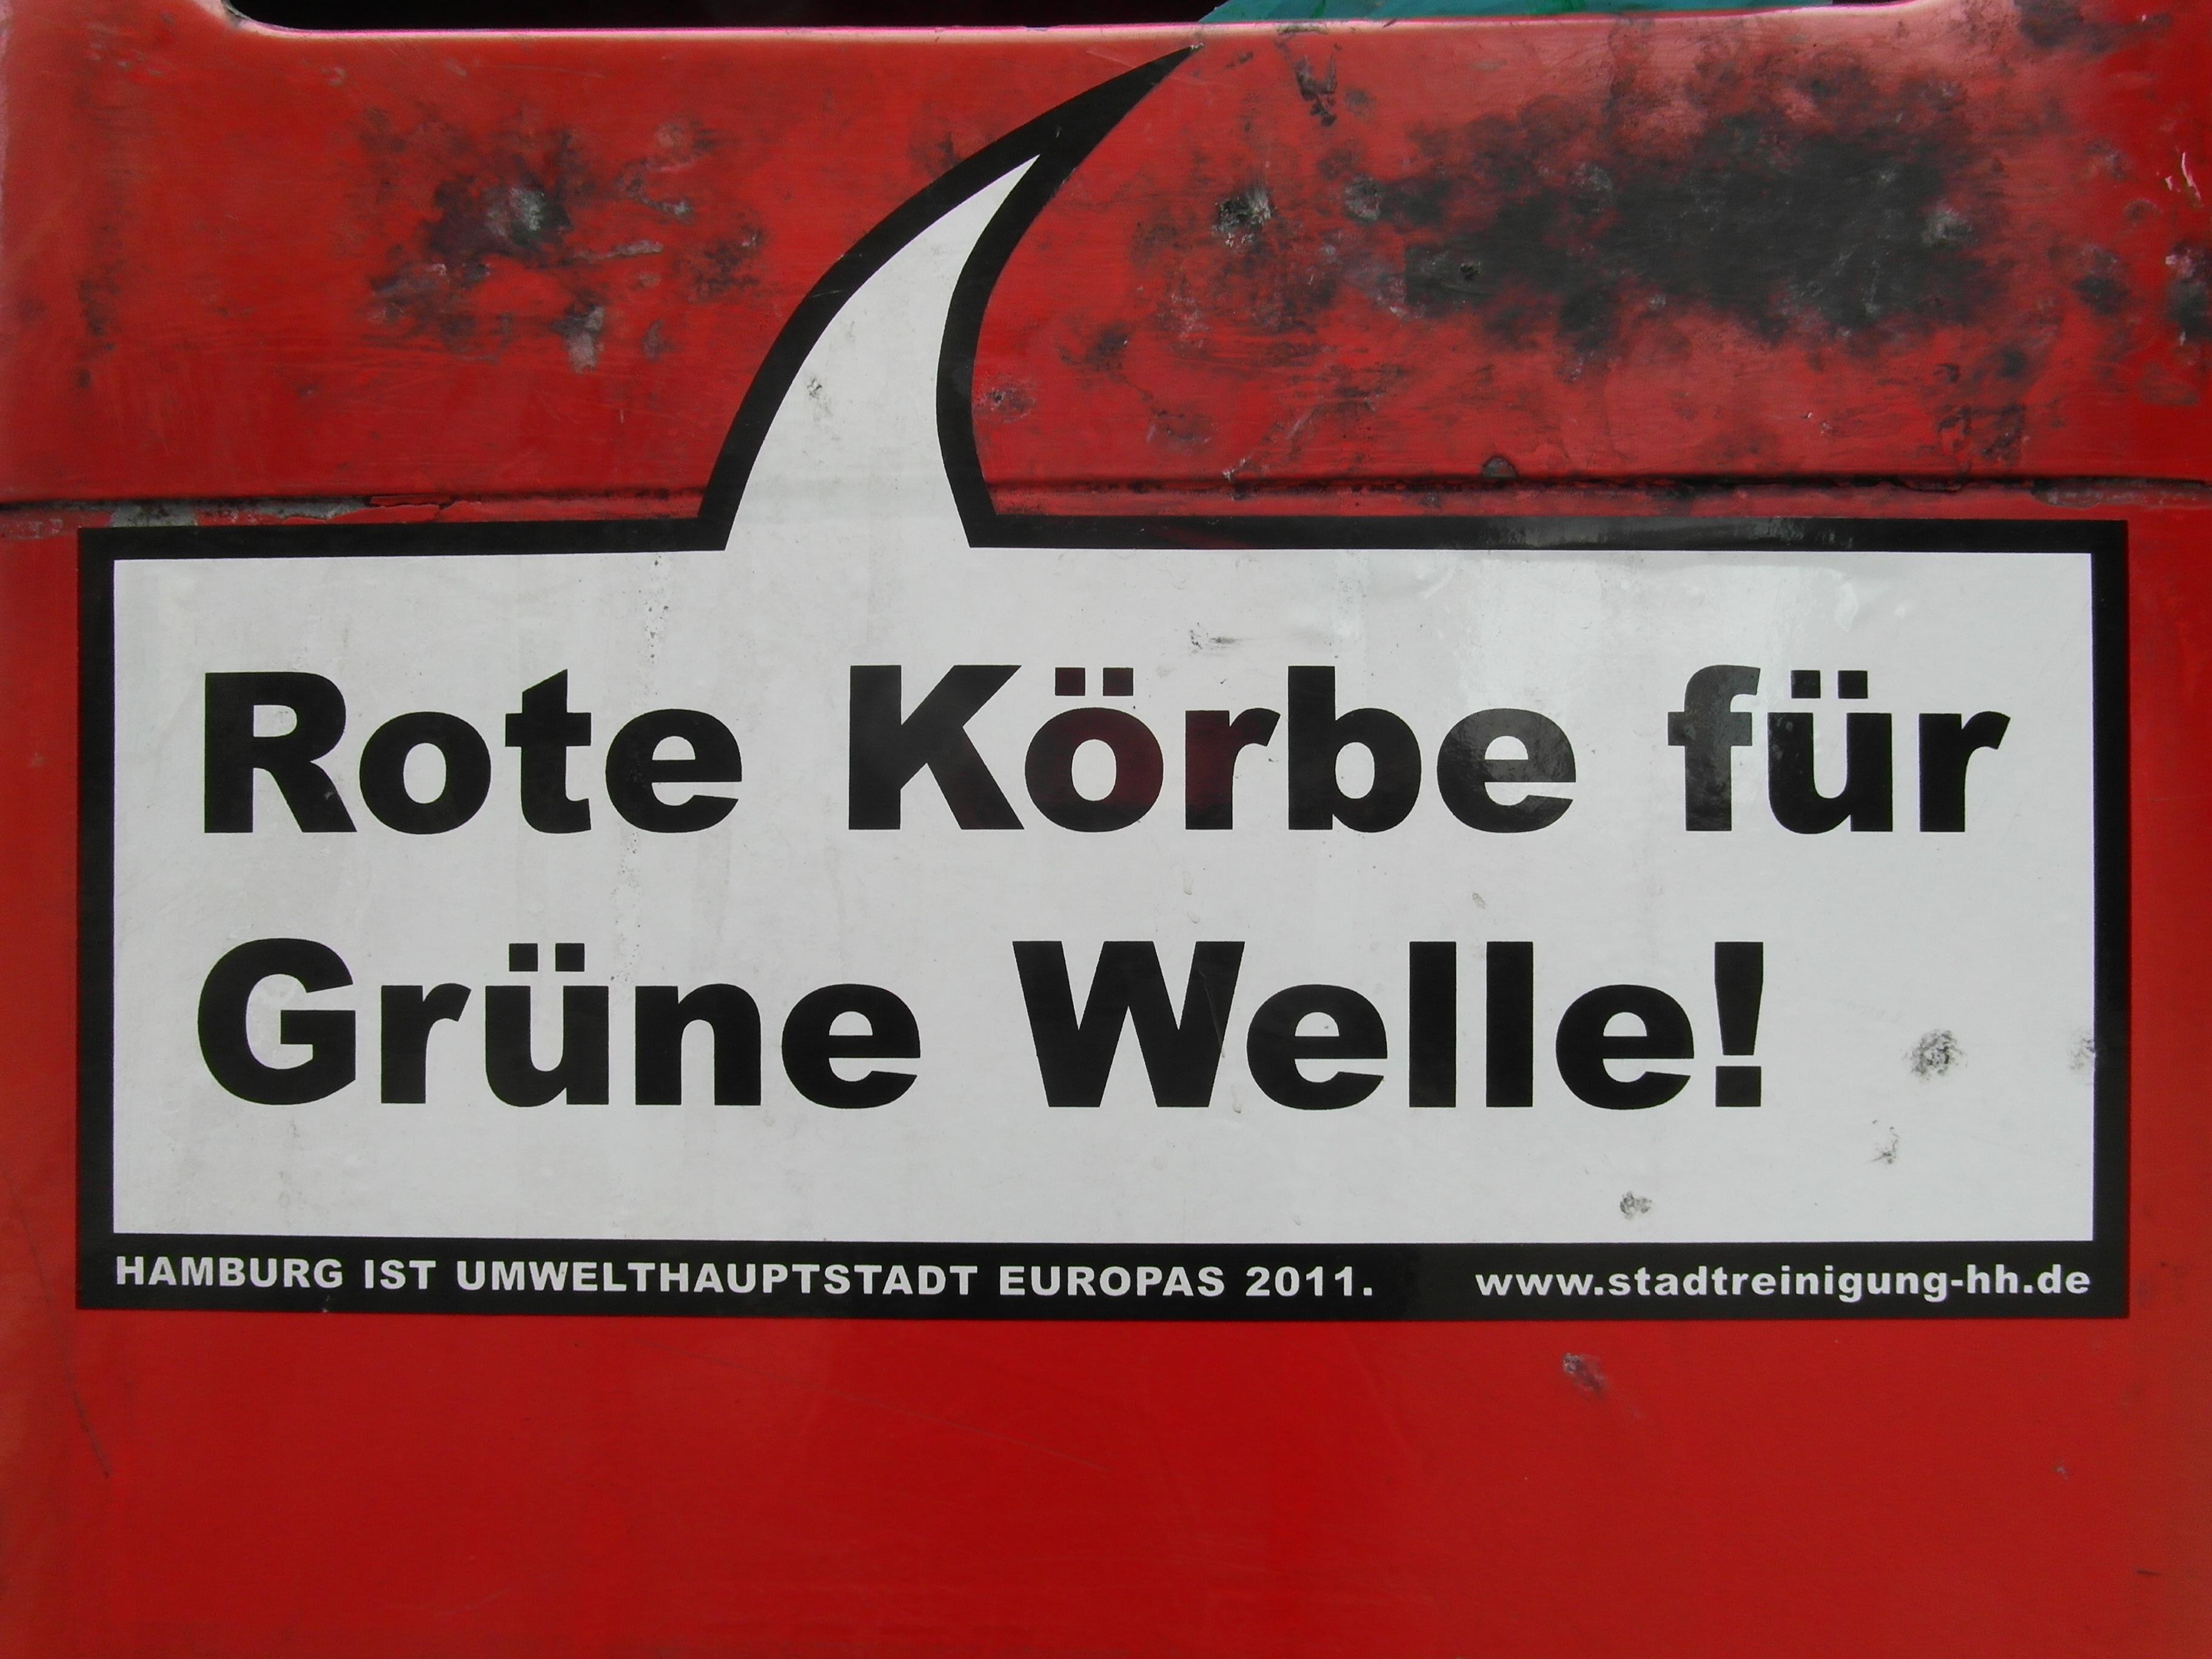 Rote Körbe für
Grüne Welle!
HAMBURG IST UMWELTHAUPTSTADT EUROPAS 2011. www.stadtreinigung-hh.de